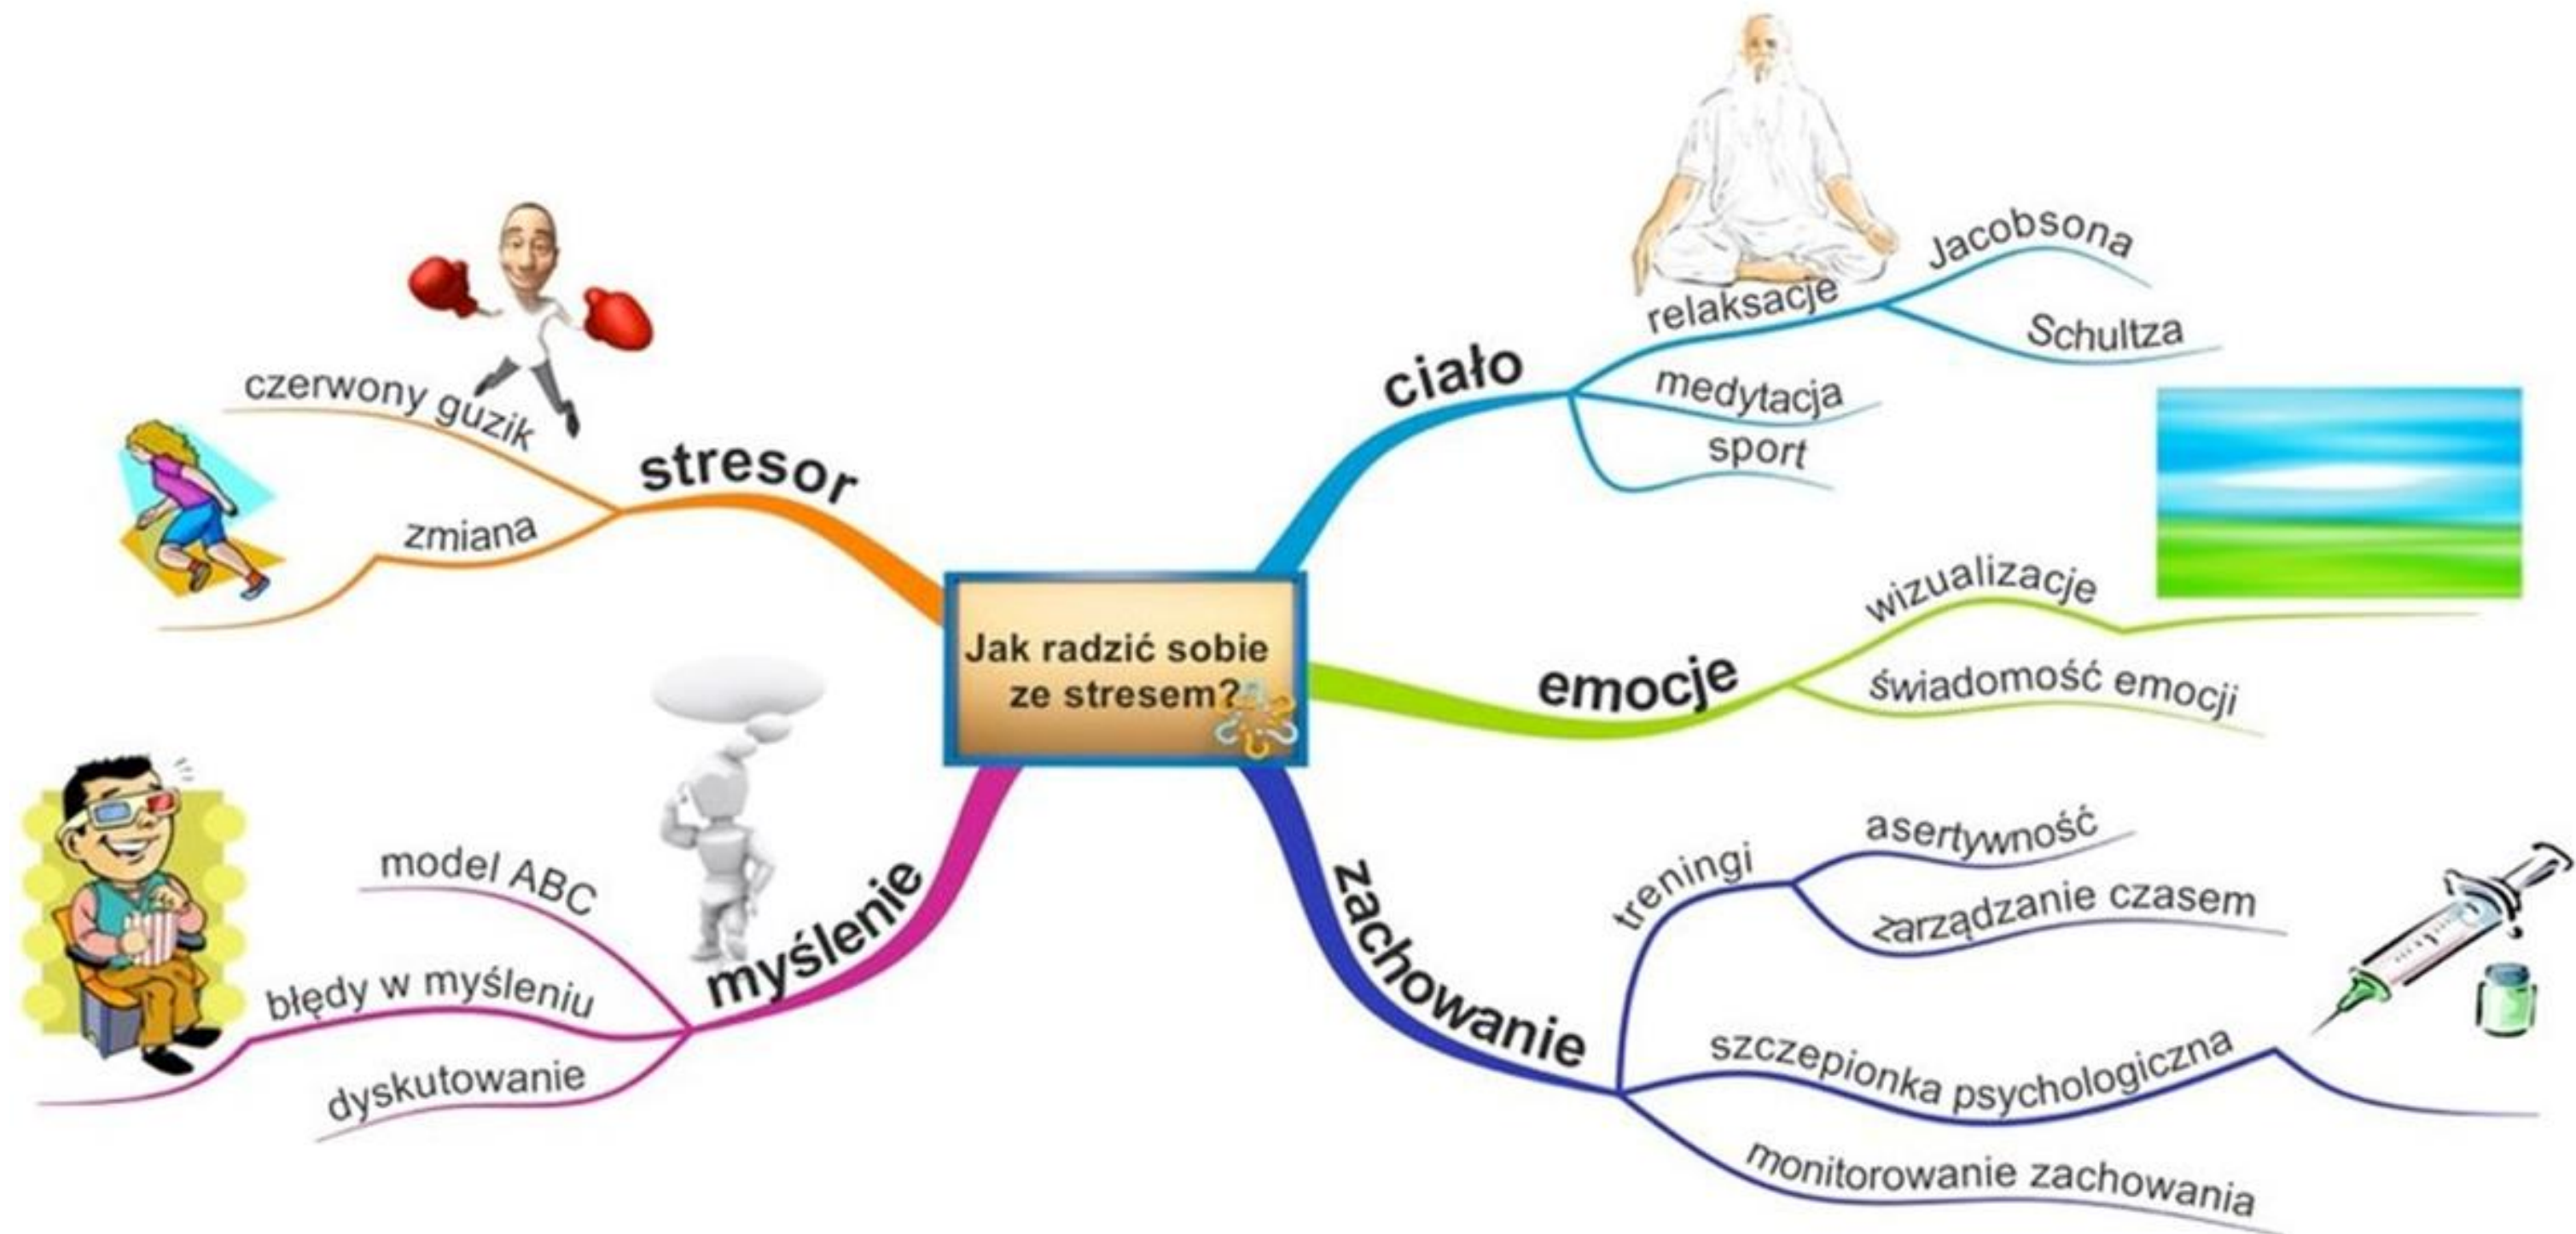 Jak radzić sobie
ze stresem?
ciało
relaksacje
Jacobsona
Schultza
medytacja
sport
emocje
wizualizacje
świadomość emocji
zachowanie
treningi
asertywność
zarządzanie czasem
szczepionka psychologiczna
monitorowanie zachowania
myślenie
model ABC
błędy w myśleniu
dyskutowanie
stresor
czerwony guzik
zmiana